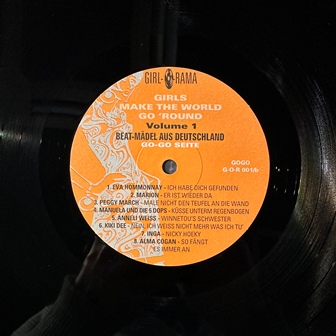 GIRL-O-RAMA
GIRLS
MAKE THE WORLD
GO 'ROUND
Volume 1
BEAT-MÄDEL AUS DEUTSCHLAND
GO-GO SEITE
GOGO
G-O-R 001/b
1. EVA HOMMONNAY - ICH HABE DICH GEFUNDEN
2. MARION - ER IST WIEDER DA
3. PEGGY MARCH - MALE NICHT DEN TEUFEL AN DIE WAND
4. MANUELA UND DIE 5 DOPS - KÜSSE UNTERM REGENBOGEN
5. ANNELI WEISS - WINNETOU'S SCHWESTER
6. KIKI DEE - NEIN, ICH WEISS NICHT MEHR WAS ICH TU'
7. INGA - NICKY HOEKY
8. ALMA COGAN - SO FÄNGT
ES IMMER AN